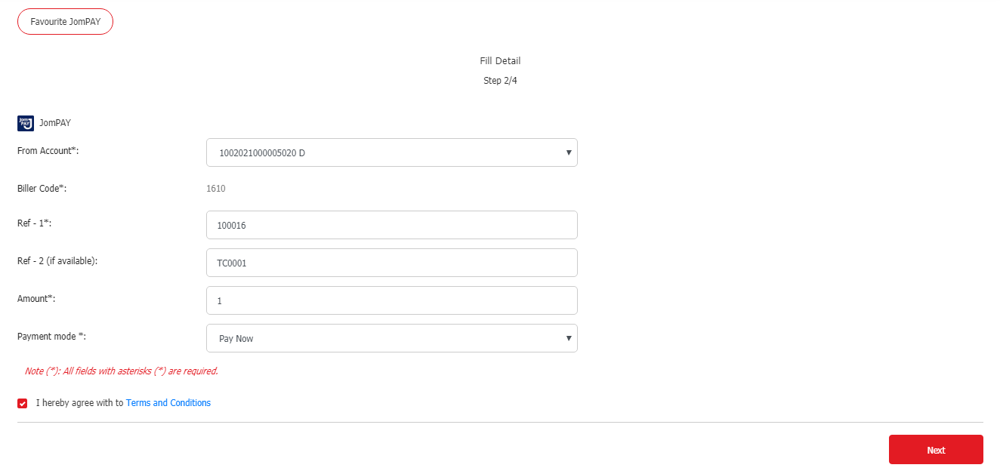 Favourite JomPAY
Fill Detail
Step 2/4
Jom
PAY J
JomPAY
From Account*:
1002021000005020 D
Biller Code*:
1610
Ref - 1*:
100016
Ref - 2 (if available):
TC0001
Amount*:
1
Payment mode *:
Pay Now
Note (*): All fields with asterisks (*) are required.
I hereby agree with to Terms and Conditions
Next